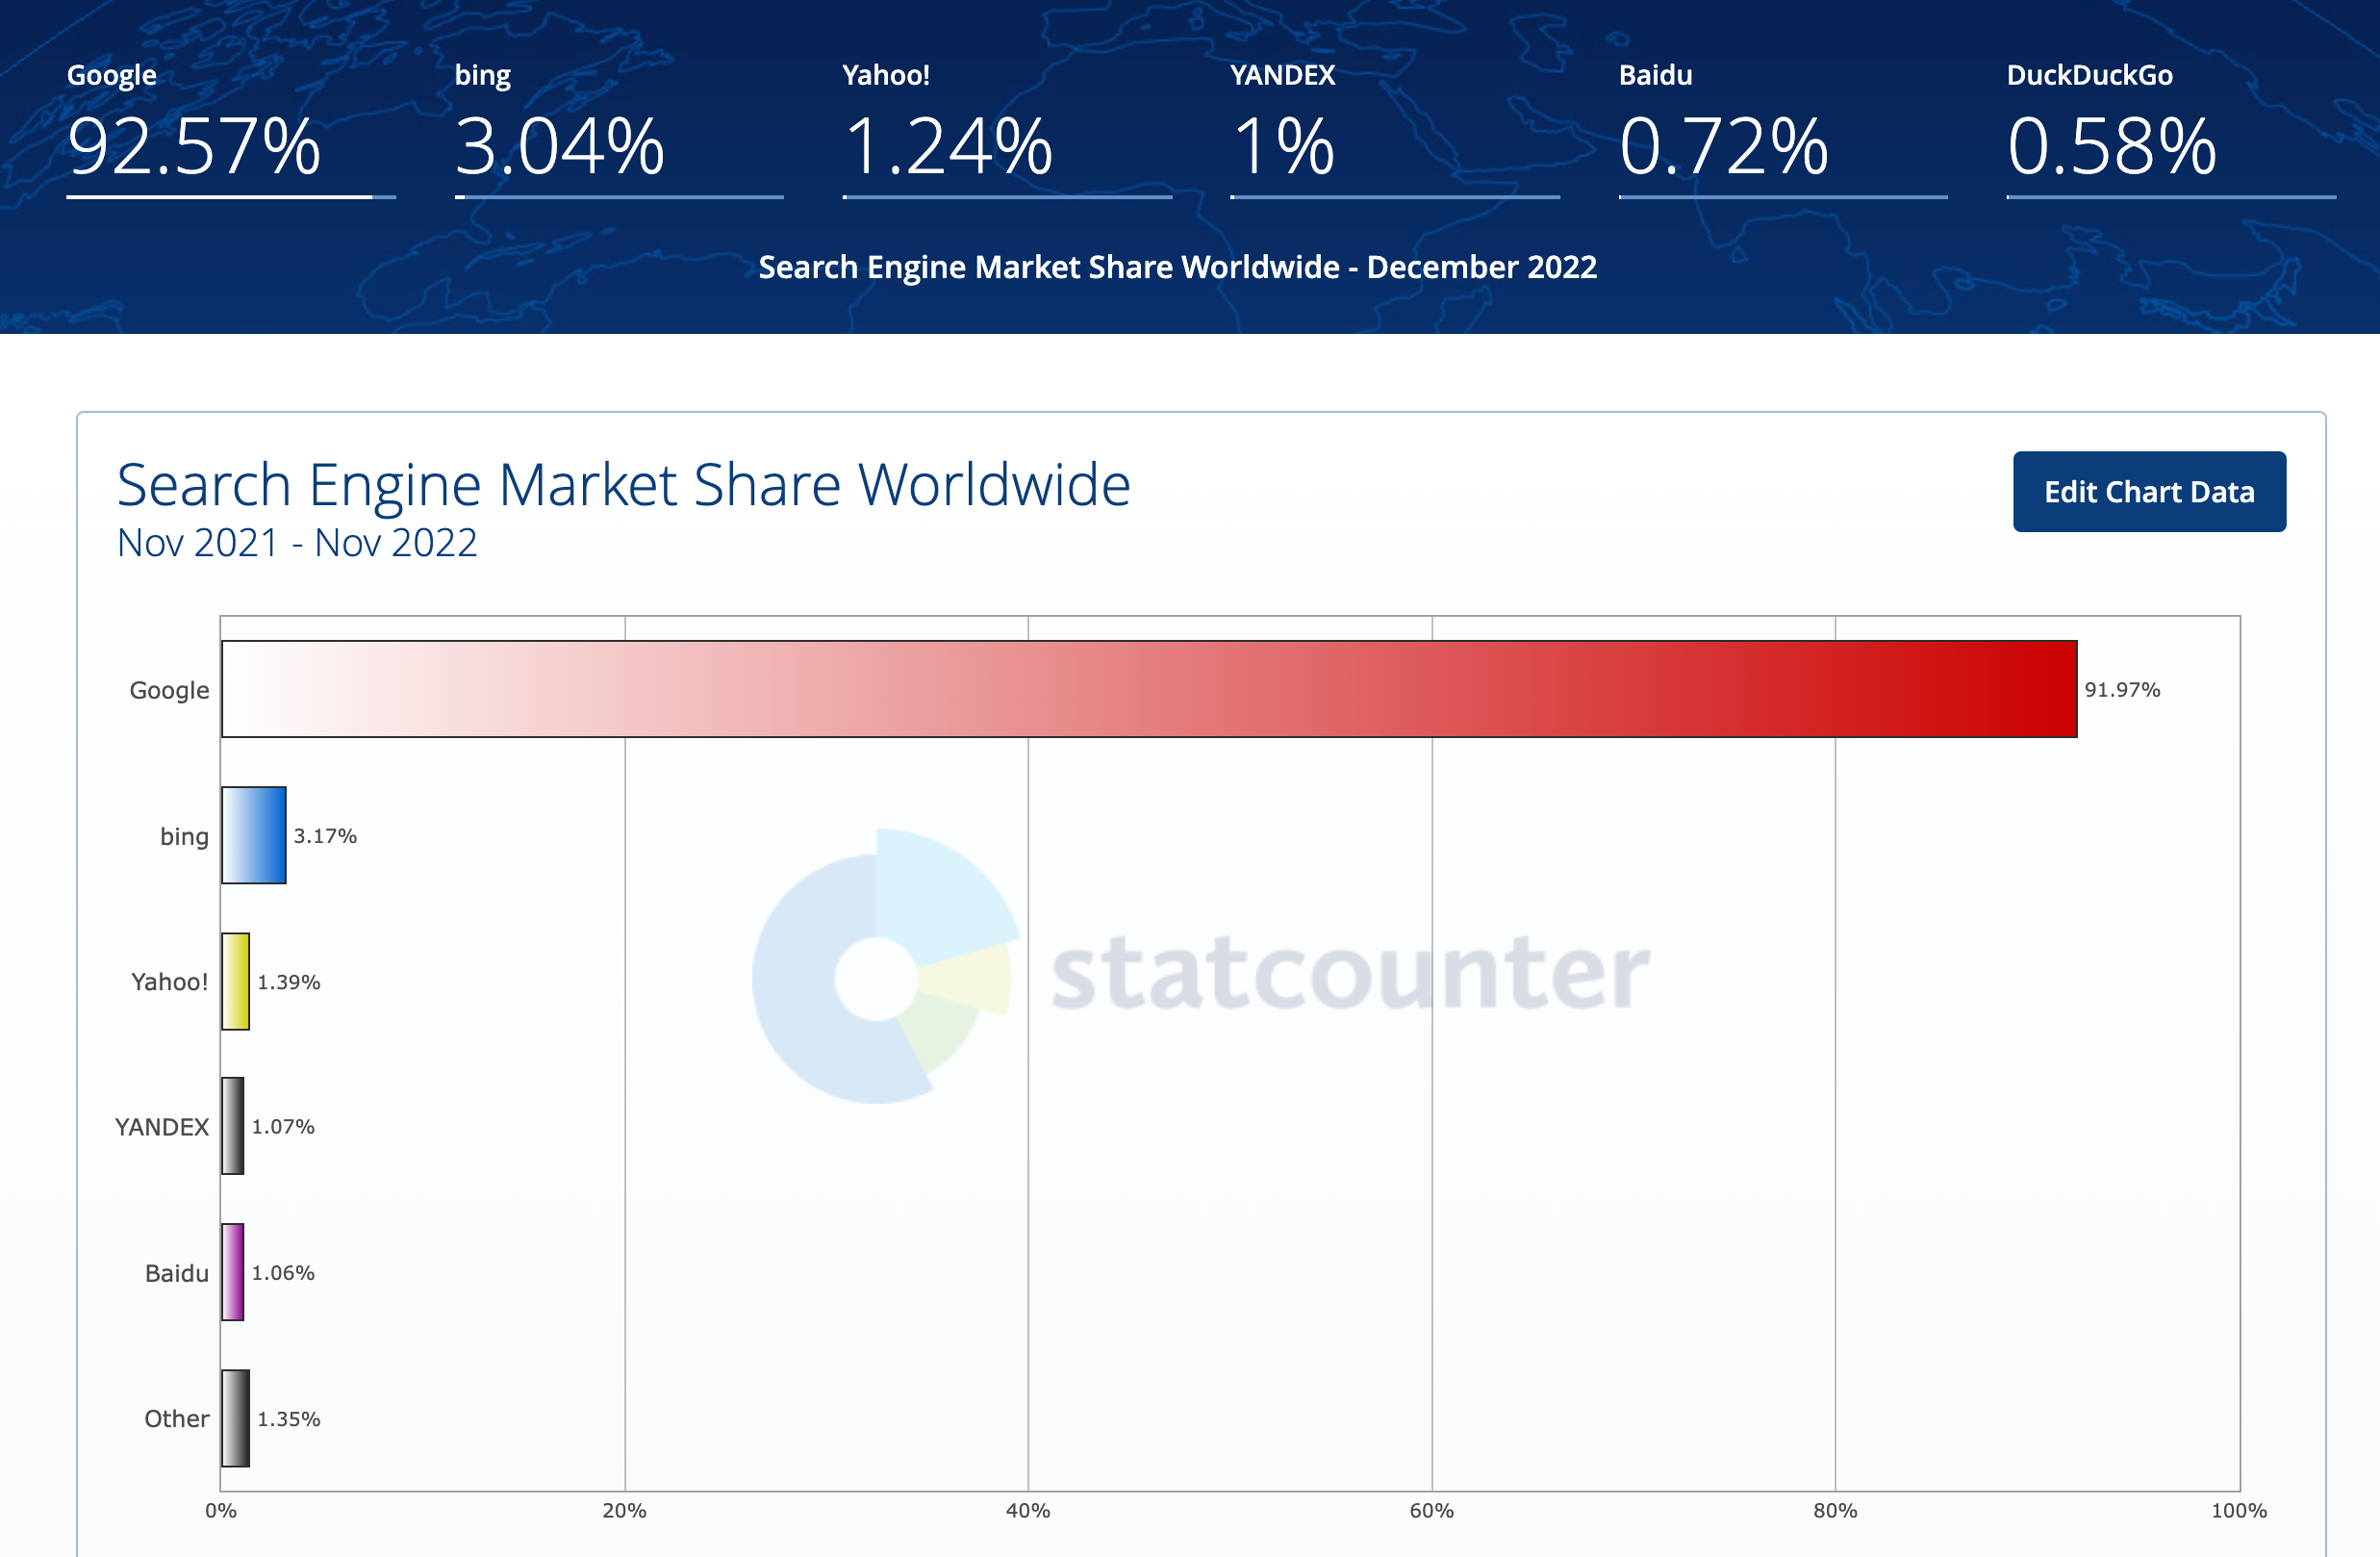 Google bing Yahoo! YANDEX Baidu DuckDuckGo
92.57% 3.04% 1.24% 1% 0.72% 0.58%
Search Engine Market Share Worldwide - December 2022
Search Engine Market Share Worldwide
Edit Chart Data
Nov 2021 - Nov 2022
Google 91.97%
bing 3.17%
Yahoo! 1.39%
statcounter
YANDEX 1.07%
Baidu 1.06%
Other 1.35%
0% 20% 40% 60% 80% 100%